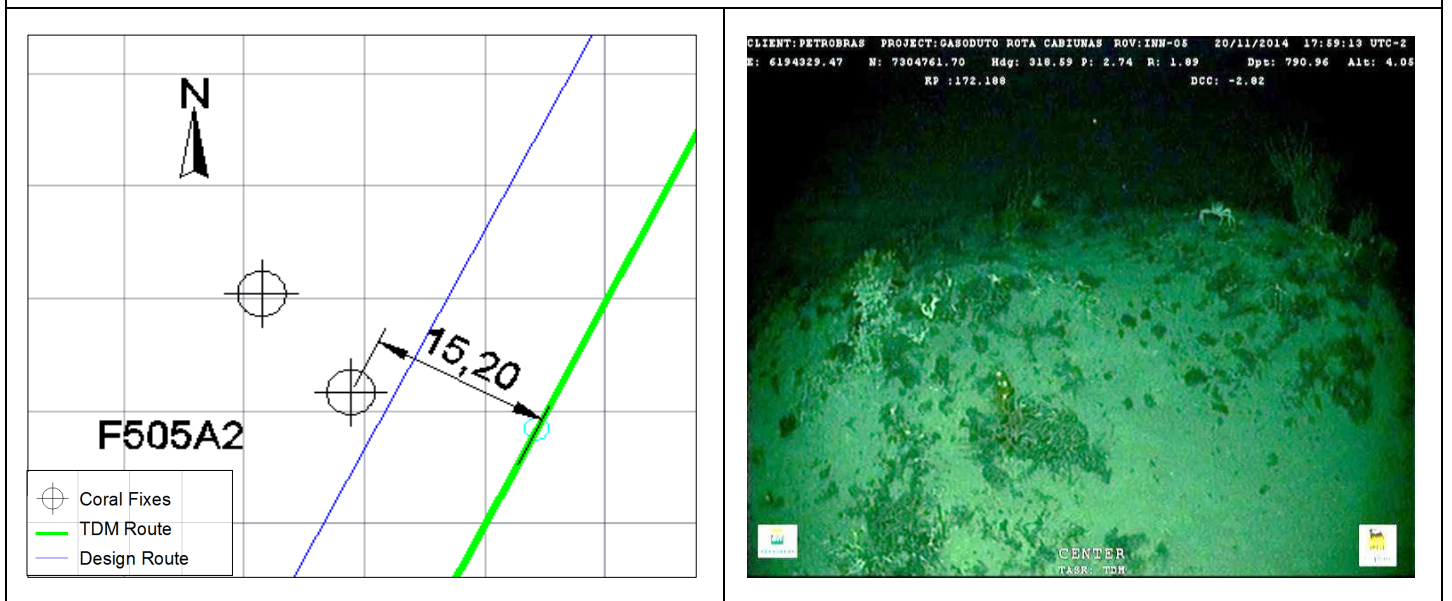 N
15,20
F505A2
Coral Fixes
TDM Route
Design Route
CLIENT:PETROBRAS PROJECT:GASODUTO ROTA CABIUNAS ROV:INN-05 20/11/2014 17:59:13 UTC-2
E: 6194329.47 N: 7304761.70 Hdg: 318.59 P: 2.74 R: 1.89 Dpt: 790.96 Alt: 4.05
KP :172.188 DCC: -2.82
CENTER
TASK: TDM